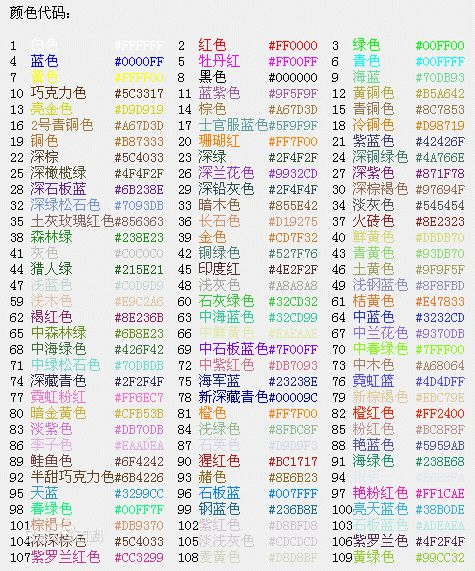 颜色代码：
1 白色 #FFFFFF 2 红色 #FF0000 3 绿色 #00FF00
4 蓝色 #0000FF 5 牡丹红 #FF00FF 6 青色 #00FFFF
7 黄色 #FFFF00 8 黑色 #000000 9 海蓝 #70DB93
10 巧克力色 #5C3317 11 蓝紫色 #9F5F9F 12 黄铜色 #B5A642
13 亮金色 #D9D919 14 棕色 #A67D3D 15 青铜色 #8C7853
16 2号青铜色 #A67D3D 17 士官服蓝色 #5F9F9F 18 冷铜色 #D98719
19 铜色 #B87333 20 珊瑚红 #FF7F00 21 紫蓝色 #42426F
22 深棕 #5C4033 23 深绿 #2F4F2F 24 深铜绿色 #4A766E
25 深橄榄绿 #4F4F2F 26 深兰花色 #9932CD 27 深紫色 #871F78
28 深石板蓝 #6B238E 29 深铅灰色 #2F4F4F 30 深棕褐色 #97694F
32 深绿松石色 #7093DB 33 暗木色 #855E42 34 淡灰色 #545454
35 土灰玫瑰红色 #856363 36 长石色 #D19275 37 火砖色 #8E2323
38 森林绿 #238E23 39 金色 #CD7F32 40 鲜黄色 #DBDB70
41 灰色 #C0C0C0 42 铜绿色 #527F76 43 青黄色 #93DB70
44 猎人绿 #215E21 45 印度红 #4E2F2F 46 土黄色 #9F9F5F
47 浅蓝色 #C0D9D9 48 浅灰色 #A8A8A8 49 浅钢蓝色 #8F8FBD
59 浅木色 #E9C2A6 60 石灰绿色 #32CD32 61 桔黄色 #E47833
62 褐红色 #8E236B 63 中海蓝色 #32CD99 64 中蓝色 #3232CD
65 中森林绿 #6B8E23 66 中鲜黄色 #EAEAAE 67 中兰花色 #9370DB
68 中海绿色 #426F42 69 中石板蓝色 #7F00FF 70 中春绿色 #7FFF00
71 中绿松石色 #70DBDB 72 中紫红色 #DB7093 73 中木色 #A68064
74 深藏青色 #2F2F4F 75 海军蓝 #23238E 76 霓虹篮 #4D4DFF
77 霓虹粉红 #FF6EC7 78 新深藏青色 #00009C 79 新棕褐色 #EBC79E
80 暗金黄色 #CFB53B 81 橙色 #FF7F00 82 橙红色 #FF2400
83 淡紫色 #DB70DB 84 浅绿色 #8FBC8F 85 粉红色 #BC8F8F
86 李子色 #EAADEA 87 石英色 #D9D9F3 88 艳蓝色 #5959AB
89 鲑鱼色 #6F4242 90 猩红色 #BC1717 91 海绿色 #238E68
92 半甜巧克力色 #6B4226 93 赭色 #8E6B23 94
95 天蓝 #3299CC 96 石板蓝 #007FFF 97 艳粉红色 #FF1CAE
98 春绿色 #00FF7F 99 钢蓝色 #236B8E 100 亮天蓝色 #38B0DE
101 棕褐色 #DB9370 102 紫红色 #D8BFD8 103 石板蓝色 #ADEAEA
104 浓深棕色 #5C4033 105 淡浅灰色 #CDCDCD 106 紫罗兰色 #4F2F4F
107 紫罗兰红色 #CC3299 108 麦黄色 #D8D8BF 109 黄绿色 #99CC32